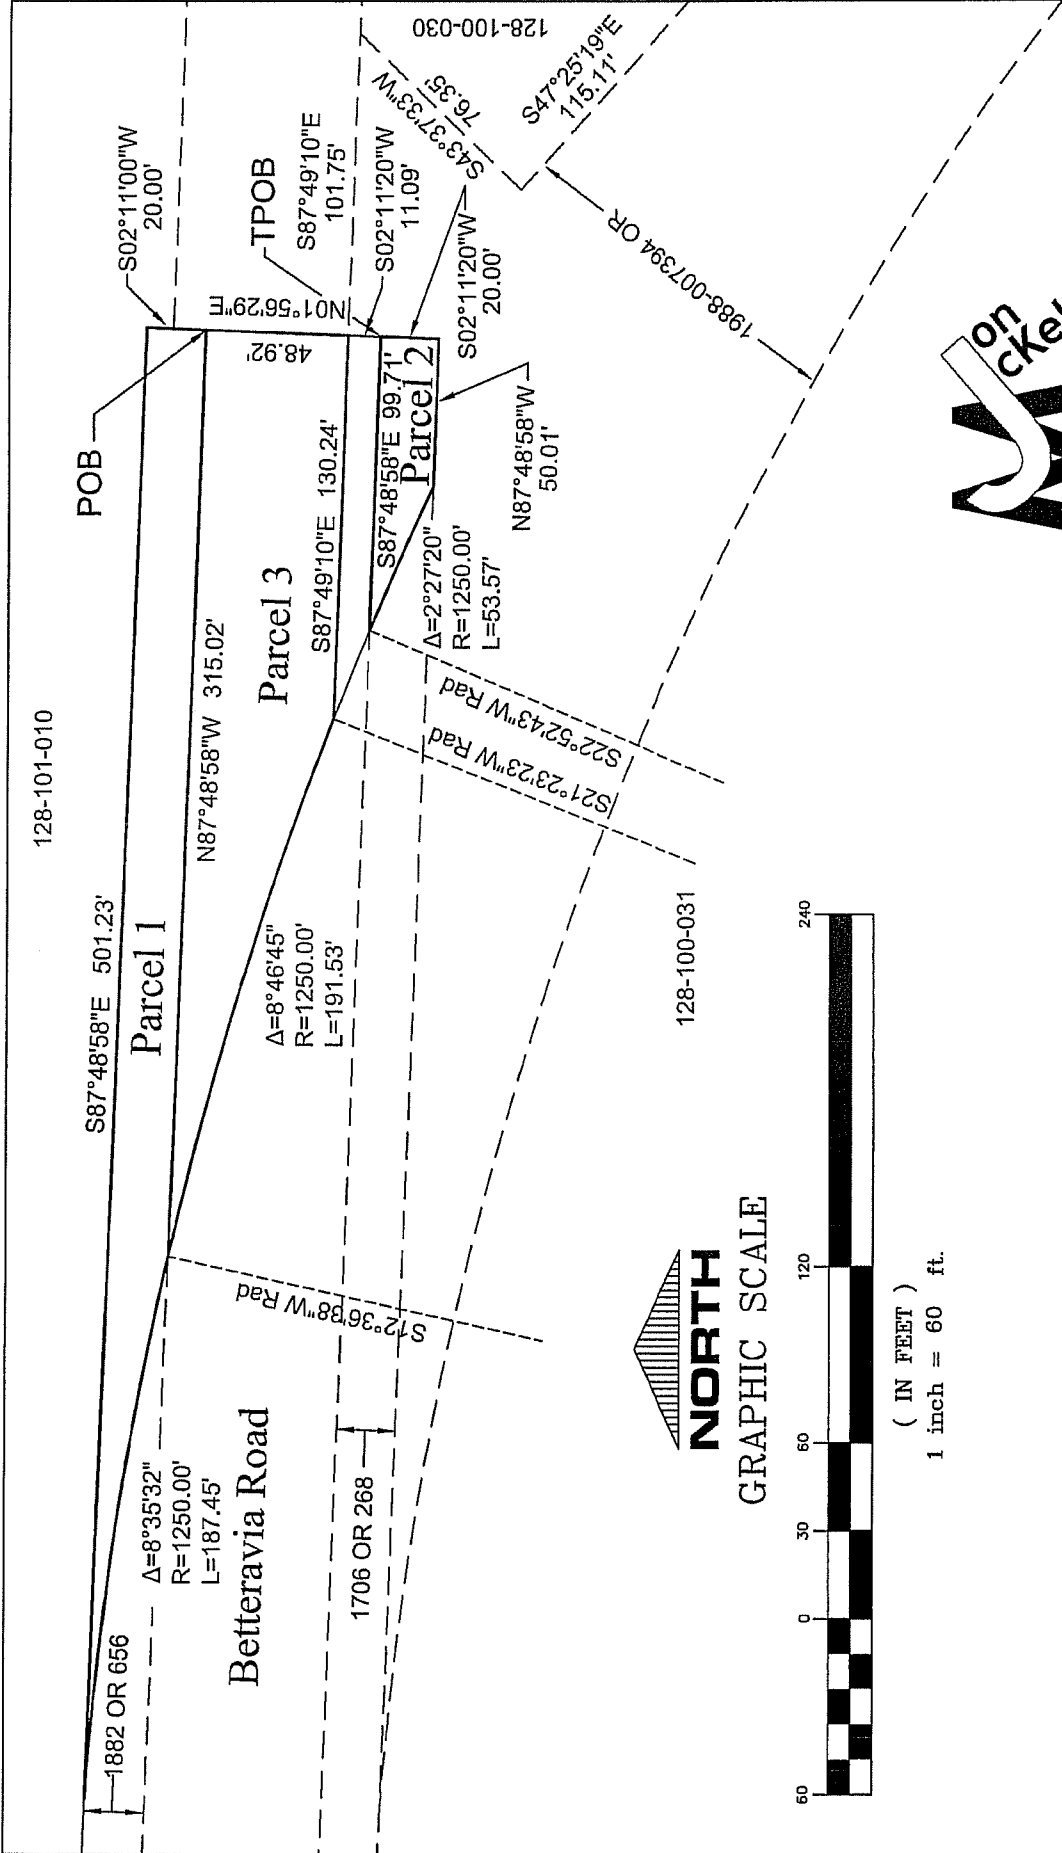 128-101-010
S87°48'58"E 501.23'
Parcel 1
N87°48'58"W 315.02'
POB
S02°11'00"W
20.00'
TPOB
S87°49'10"E
101.75'
S02°11'20"W
11.09'
N01°56'29"E
48.92'
128-100-030
S43°37'33"W
76.35'
S47°25'19"E
115.11'
S02°11'20"W
20.00'
Parcel 3
S87°49'10"E 130.24'
S87°48'58"E 99.71'
Parcel 2
N87°48'58"W
50.01'
1988-007394 OR
Δ=2°27'20"
R=1250.00'
L=53.57'
S22°52'43"W Rad
S21°23'23"W Rad
Δ=8°46'45"
R=1250.00'
L=191.53'
S12°36'38"W Rad
Δ=8°35'32"
R=1250.00'
L=187.45'
1882 OR 656
Betteravia Road
1706 OR 268
128-100-031
NORTH
GRAPHIC SCALE
60 0 30 60 120 240
( IN FEET )
1 inch = 60 ft.
on